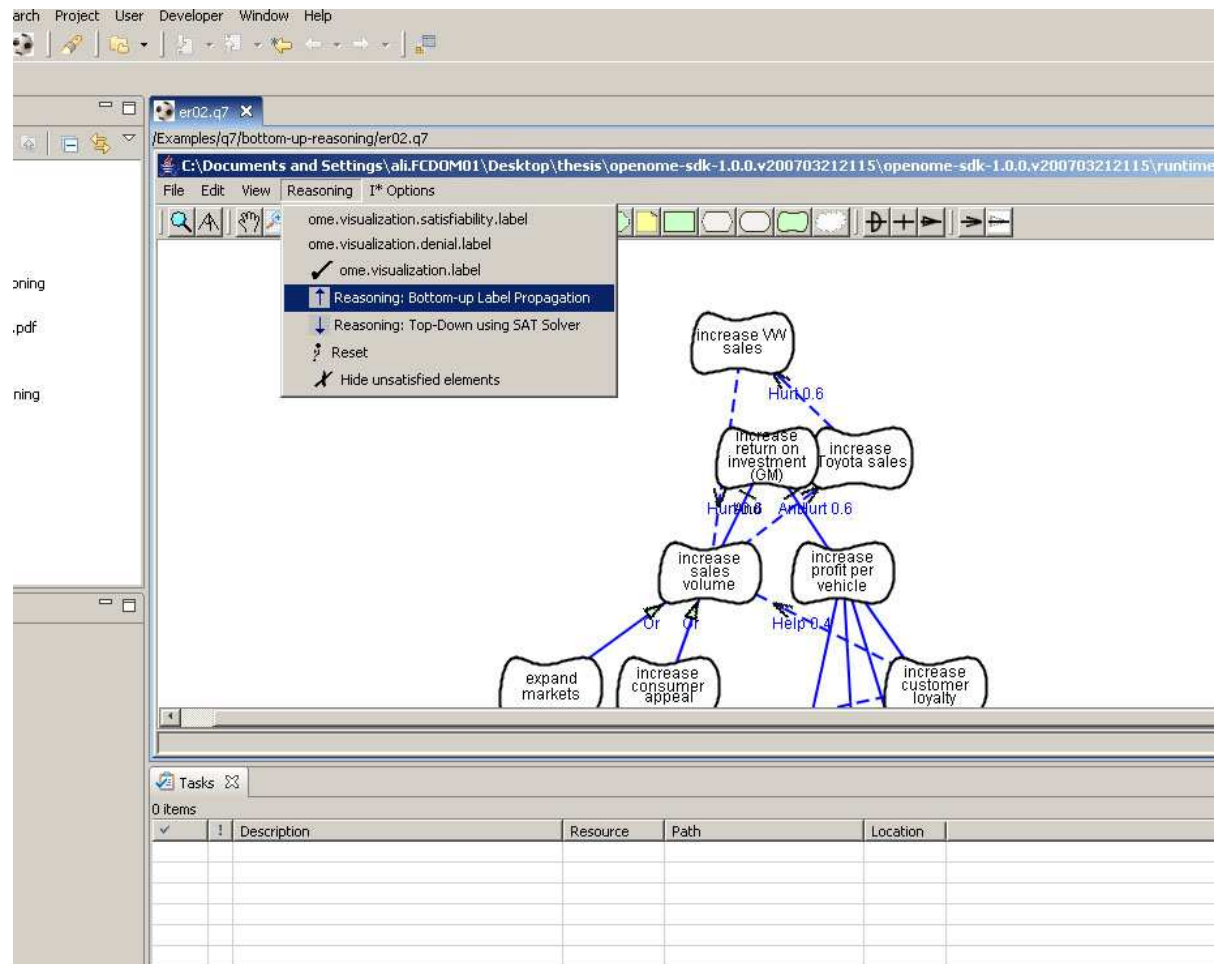 arch Project User Developer Window Help
er02.q7
/Examples/q7/bottom-up-reasoning/er02.q7
C:\Documents and Settings\ali.FCDOM01\Desktop\thesis\openome-sdk-1.0.0.v200703212115\openome-sdk-1.0.0.v200703212115\runtime
File Edit View Reasoning I* Options
ome.visualization.satisfiability.label
ome.visualization.denial.label
ome.visualization.label
Reasoning: Bottom-up Label Propagation
Reasoning: Top-Down using SAT Solver
Reset
Hide unsatisfied elements
oning
.pdf
ning
increase VW
sales
Hurt 0.6
increase
return on
investment
(GM)
increase
Toyota sales
Hurt 0.6
And
And
Hurt 0.6
increase
sales
volume
increase
profit per
vehicle
Or
Or
Help 0.4
expand
markets
increase
consumer
appeal
increase
customer
loyalty
Tasks
0 items
! Description Resource Path Location